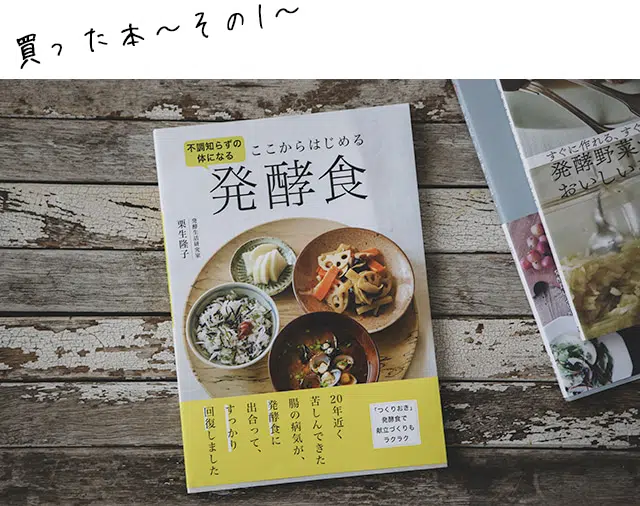 買った本〜その1〜
不調知らずの
体になる
ここからはじめる
発酵食
発酵生活研究家
栗生隆子
20年近く
苦しんできた
腸の病気が、
発酵食に
出合って、
すっかり
回復しました
「つくりおき」
発酵食で
献立づくりも
ラクラク
すぐに作れる、すぐ
発酵野菜
おいしい